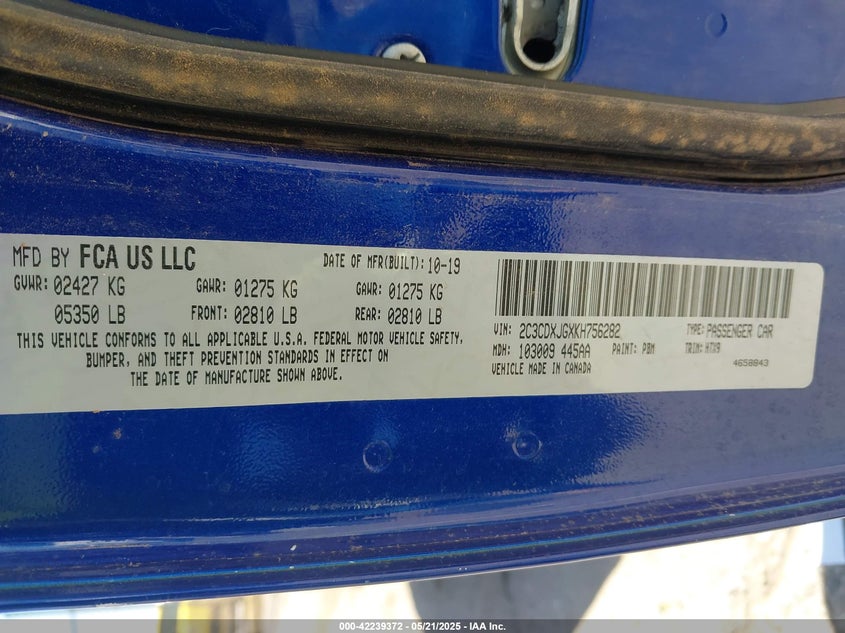 MFD BY FCA US LLC
DATE OF MFR(BUILT): 10-19
GVWR: 02427 KG GAWR: 01275 KG GAWR: 01275 KG
05350 LB FRONT: 02810 LB REAR: 02810 LB
THIS VEHICLE CONFORMS TO ALL APPLICABLE U.S.A. FEDERAL MOTOR VEHICLE SAFETY,
BUMPER, AND THEFT PREVENTION STANDARDS IN EFFECT ON
THE DATE OF MANUFACTURE SHOWN ABOVE.
VIN: 2C3CDXJGXKH756282 TYPE: PASSENGER CAR
MDH: 103009 445AA PAINT: PBM TRIM: H7X9
VEHICLE MADE IN CANADA 4658843
000-42239372 - 05/21/2025 - IAA Inc.